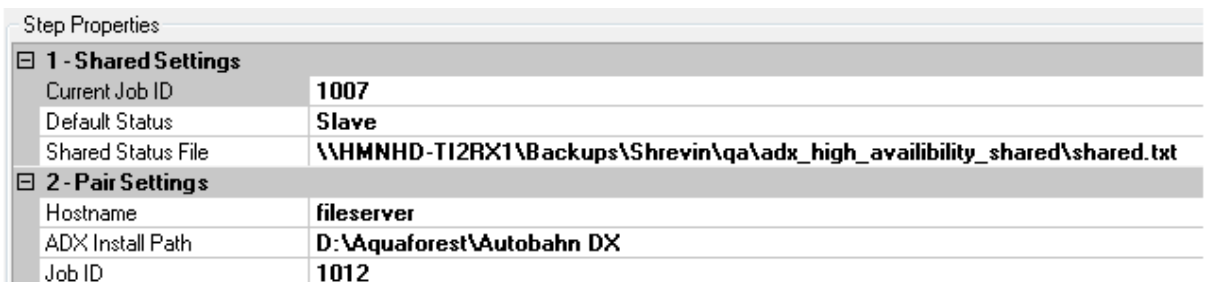 Step Properties
1 - Shared Settings
Current Job ID 1007
Default Status Slave
Shared Status File \\HMNHD-TI2RX1\Backups\Shrevin\qa\adx_high_availibility_shared\shared.txt
2 - Pair Settings
Hostname fileserver
ADX Install Path D:\Aquaforest\Autobahn DX
Job ID 1012